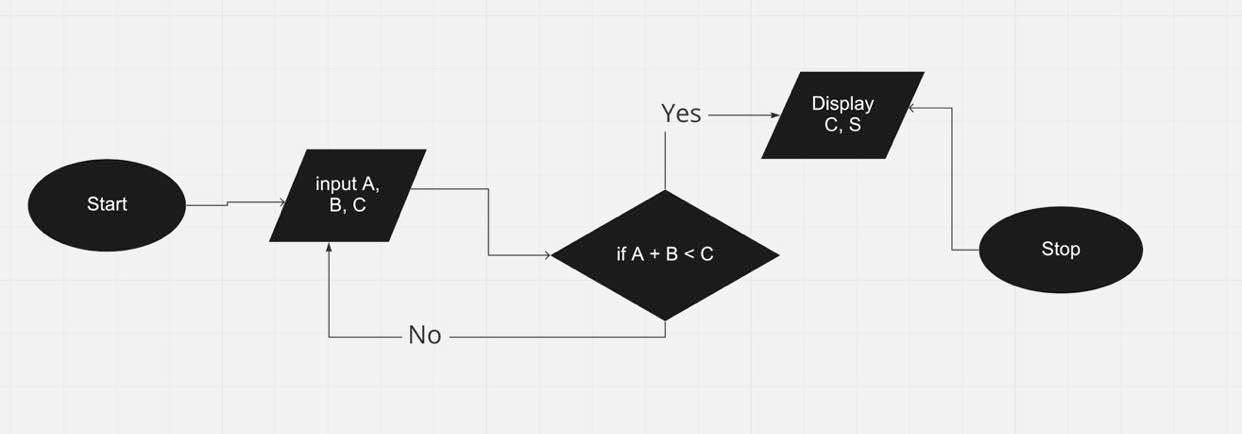 Start
input A,
B, C
if A + B < C
Yes
No
Display
C, S
Stop